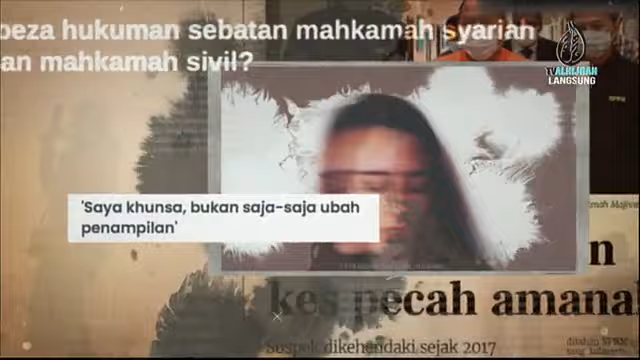 beza hukuman sebatan mahkamah syariah
an mahkamah sivil?
TV ALHIJRAH
LANGSUNG
'Saya khunsa, bukan saja-saja ubah
penampilan'
n
kes pecah amanah
Suspek dikehendaki sejak 2017